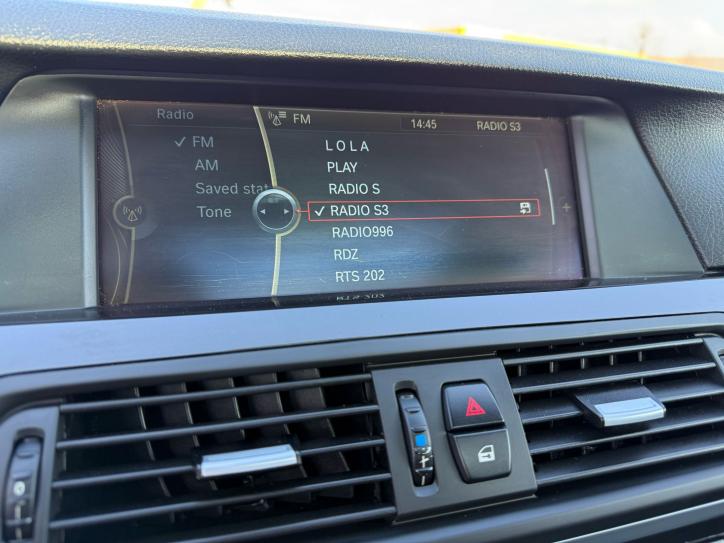 Radio
FM 14:45 RADIO S3
✓ FM
AM
Saved stat
Tone
LOLA
PLAY
RADIO S
✓ RADIO S3
RADIO996
RDZ
RTS 202